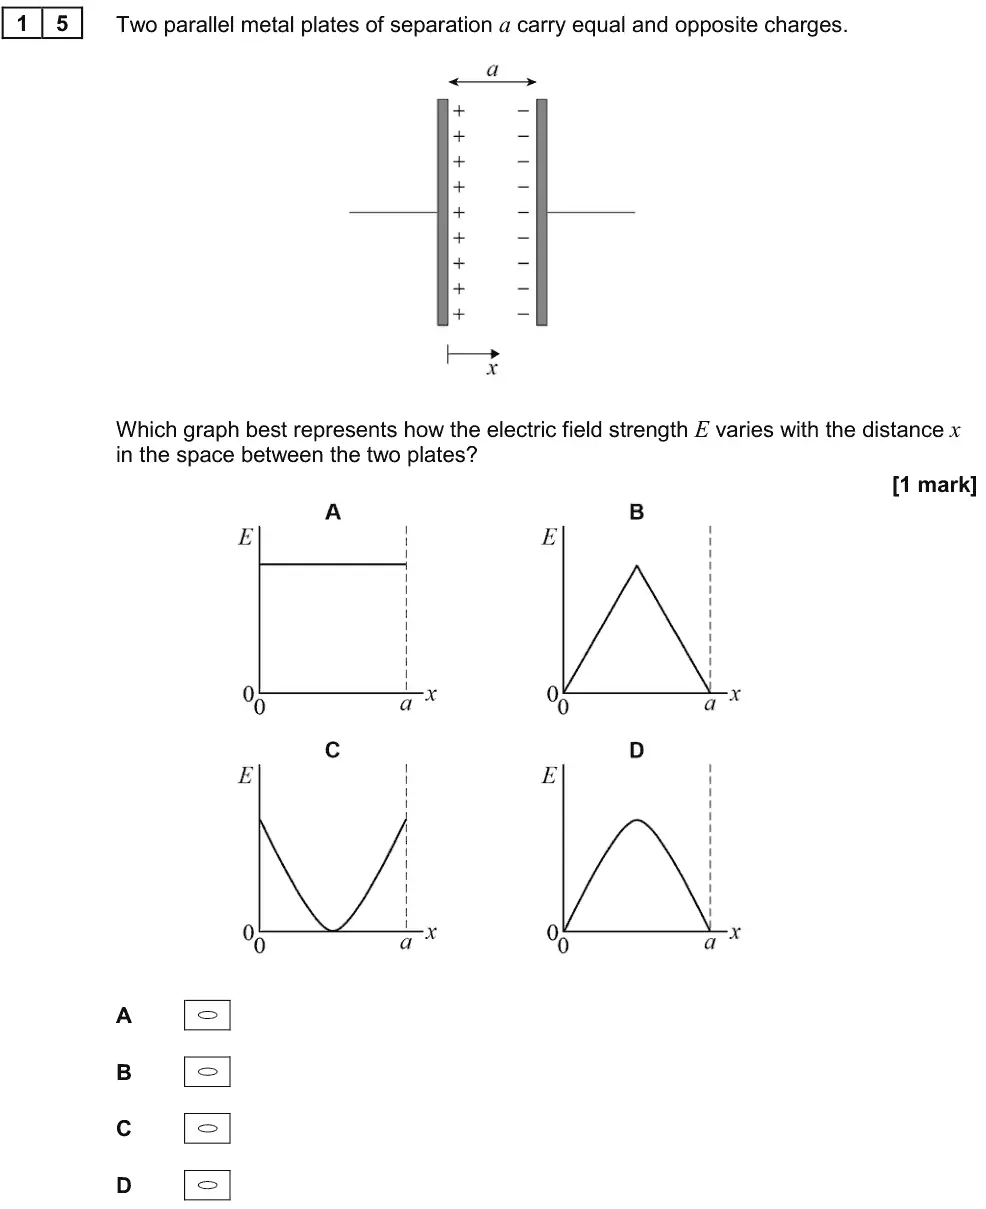 1 5 Two parallel metal plates of separation a carry equal and opposite charges.
a
+ −
+ −
+ −
+ −
+ −
+ −
+ −
+ −
+ −
x
Which graph best represents how the electric field strength E varies with the distance x
in the space between the two plates?
[1 mark]
A B
E E
0 a x 0 a x
0 0
C D
E E
0 a x 0 a x
0 0
A
B
C
D